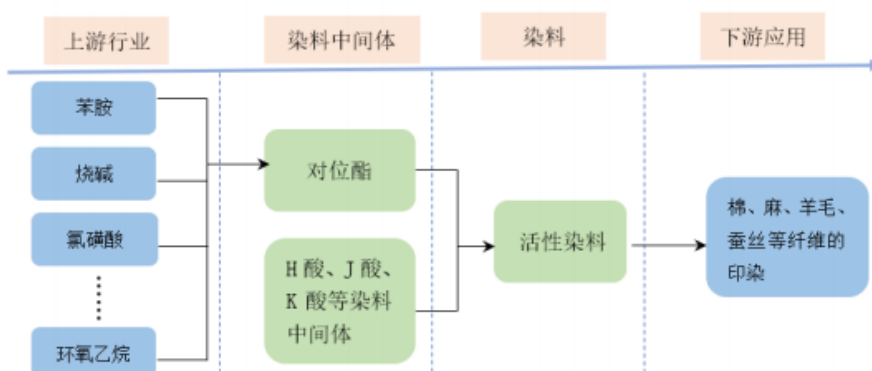 上游行业
染料中间体
染料
下游应用
苯胺
烧碱
氯磺酸
环氧乙烷
对位酯
H 酸、J 酸、
K 酸等染料
中间体
活性染料
棉、麻、羊毛、
蚕丝等纤维的
印染